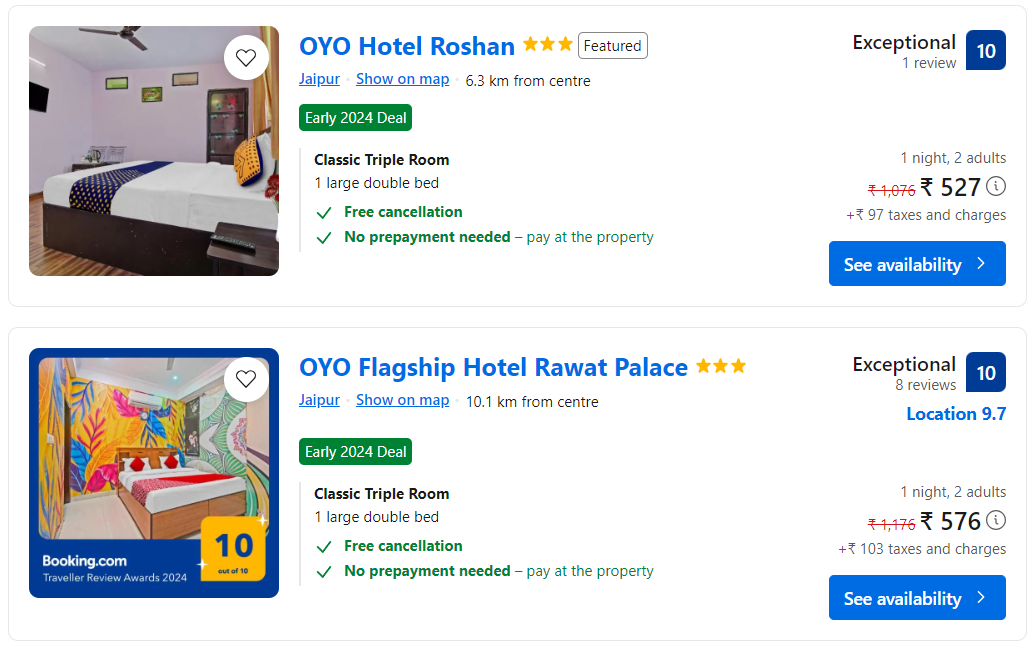 OYO Hotel Roshan Featured
Exceptional 10
1 review
Jaipur · Show on map · 6.3 km from centre
Early 2024 Deal
Classic Triple Room
1 large double bed
Free cancellation
No prepayment needed – pay at the property
1 night, 2 adults
₹ 1,076 ₹ 527
+₹ 97 taxes and charges
See availability
OYO Flagship Hotel Rawat Palace
Exceptional 10
8 reviews
Jaipur · Show on map · 10.1 km from centre
Location 9.7
Early 2024 Deal
Classic Triple Room
1 large double bed
Free cancellation
No prepayment needed – pay at the property
1 night, 2 adults
₹ 1,176 ₹ 576
+₹ 103 taxes and charges
See availability
10
out of 10
Booking.com
Traveller Review Awards 2024